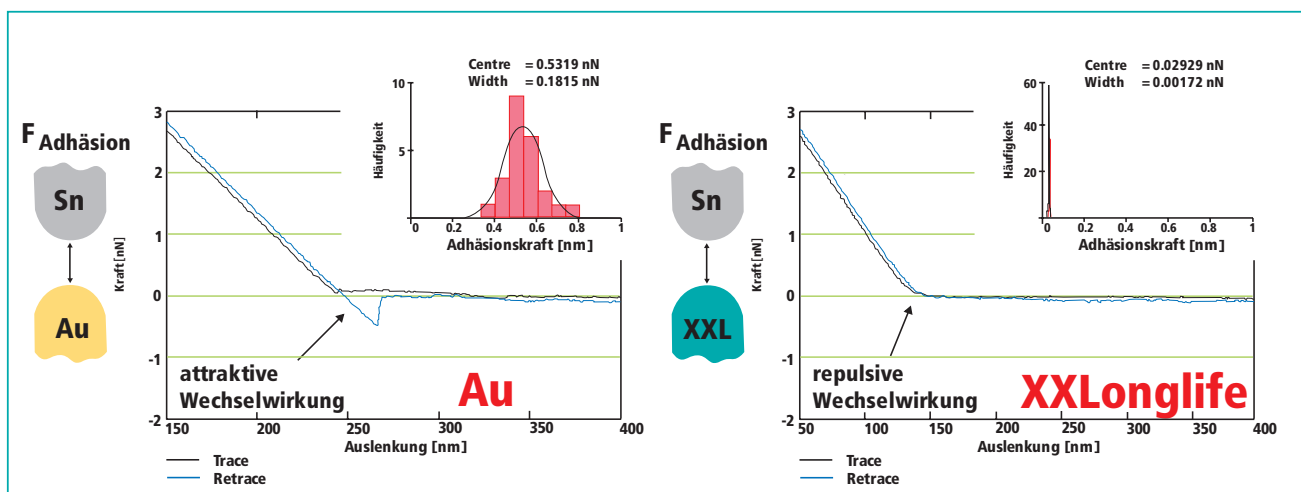 F Adhäsion
Sn
Au
Centre = 0.5319 nN
Width = 0.1815 nN
Häufigkeit
10
5
0
0.2
0.4
0.6
0.8
1
Adhäsionskraft [nm]
Kraft [nN]
3
2
1
0
-1
-2
attraktive
Wechselwirkung
Au
150
200
250
300
350
400
Auslenkung [nm]
Trace
Retrace
F Adhäsion
Sn
XXL
Centre = 0.02929 nN
Width = 0.00172 nN
Häufigkeit
60
40
20
0
0.2
0.4
0.6
0.8
1
Adhäsionskraft [nm]
Kraft [nN]
3
2
1
0
-1
-2
repulsive
Wechselwirkung
XXLonglife
50
100
150
200
250
300
350
400
Auslenkung [nm]
Trace
Retrace